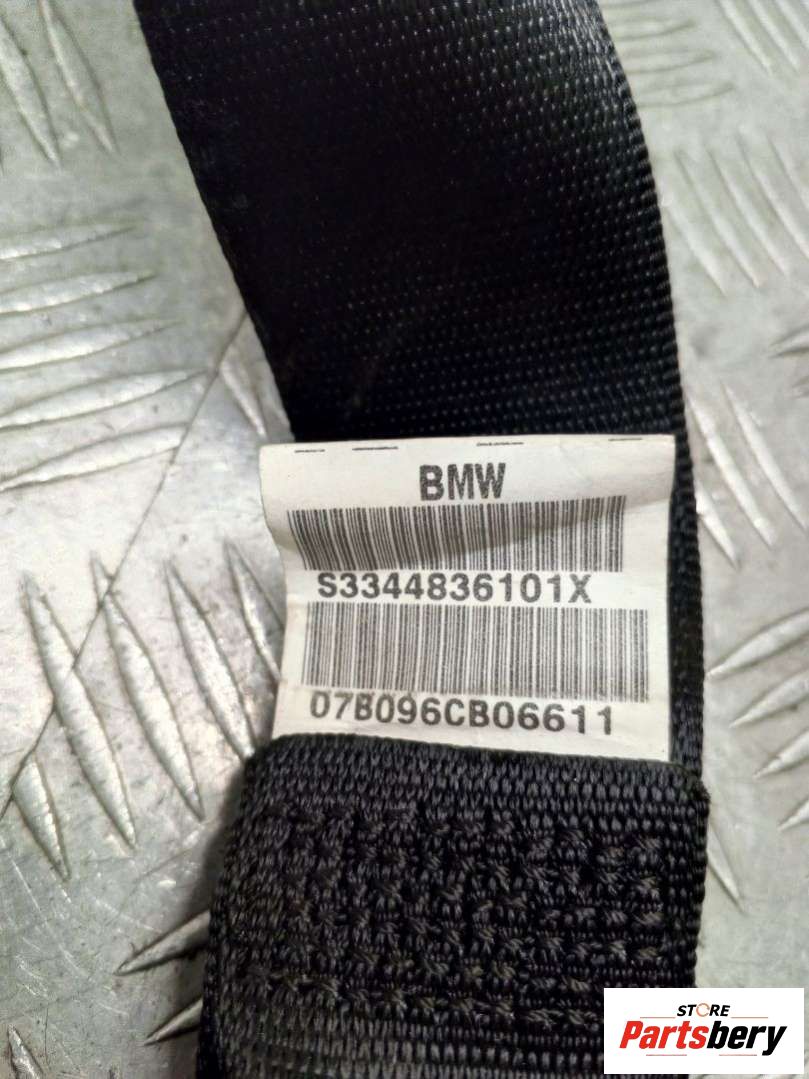 BMW
S3344836101X
07B096CB06611
STORE
Partsbery